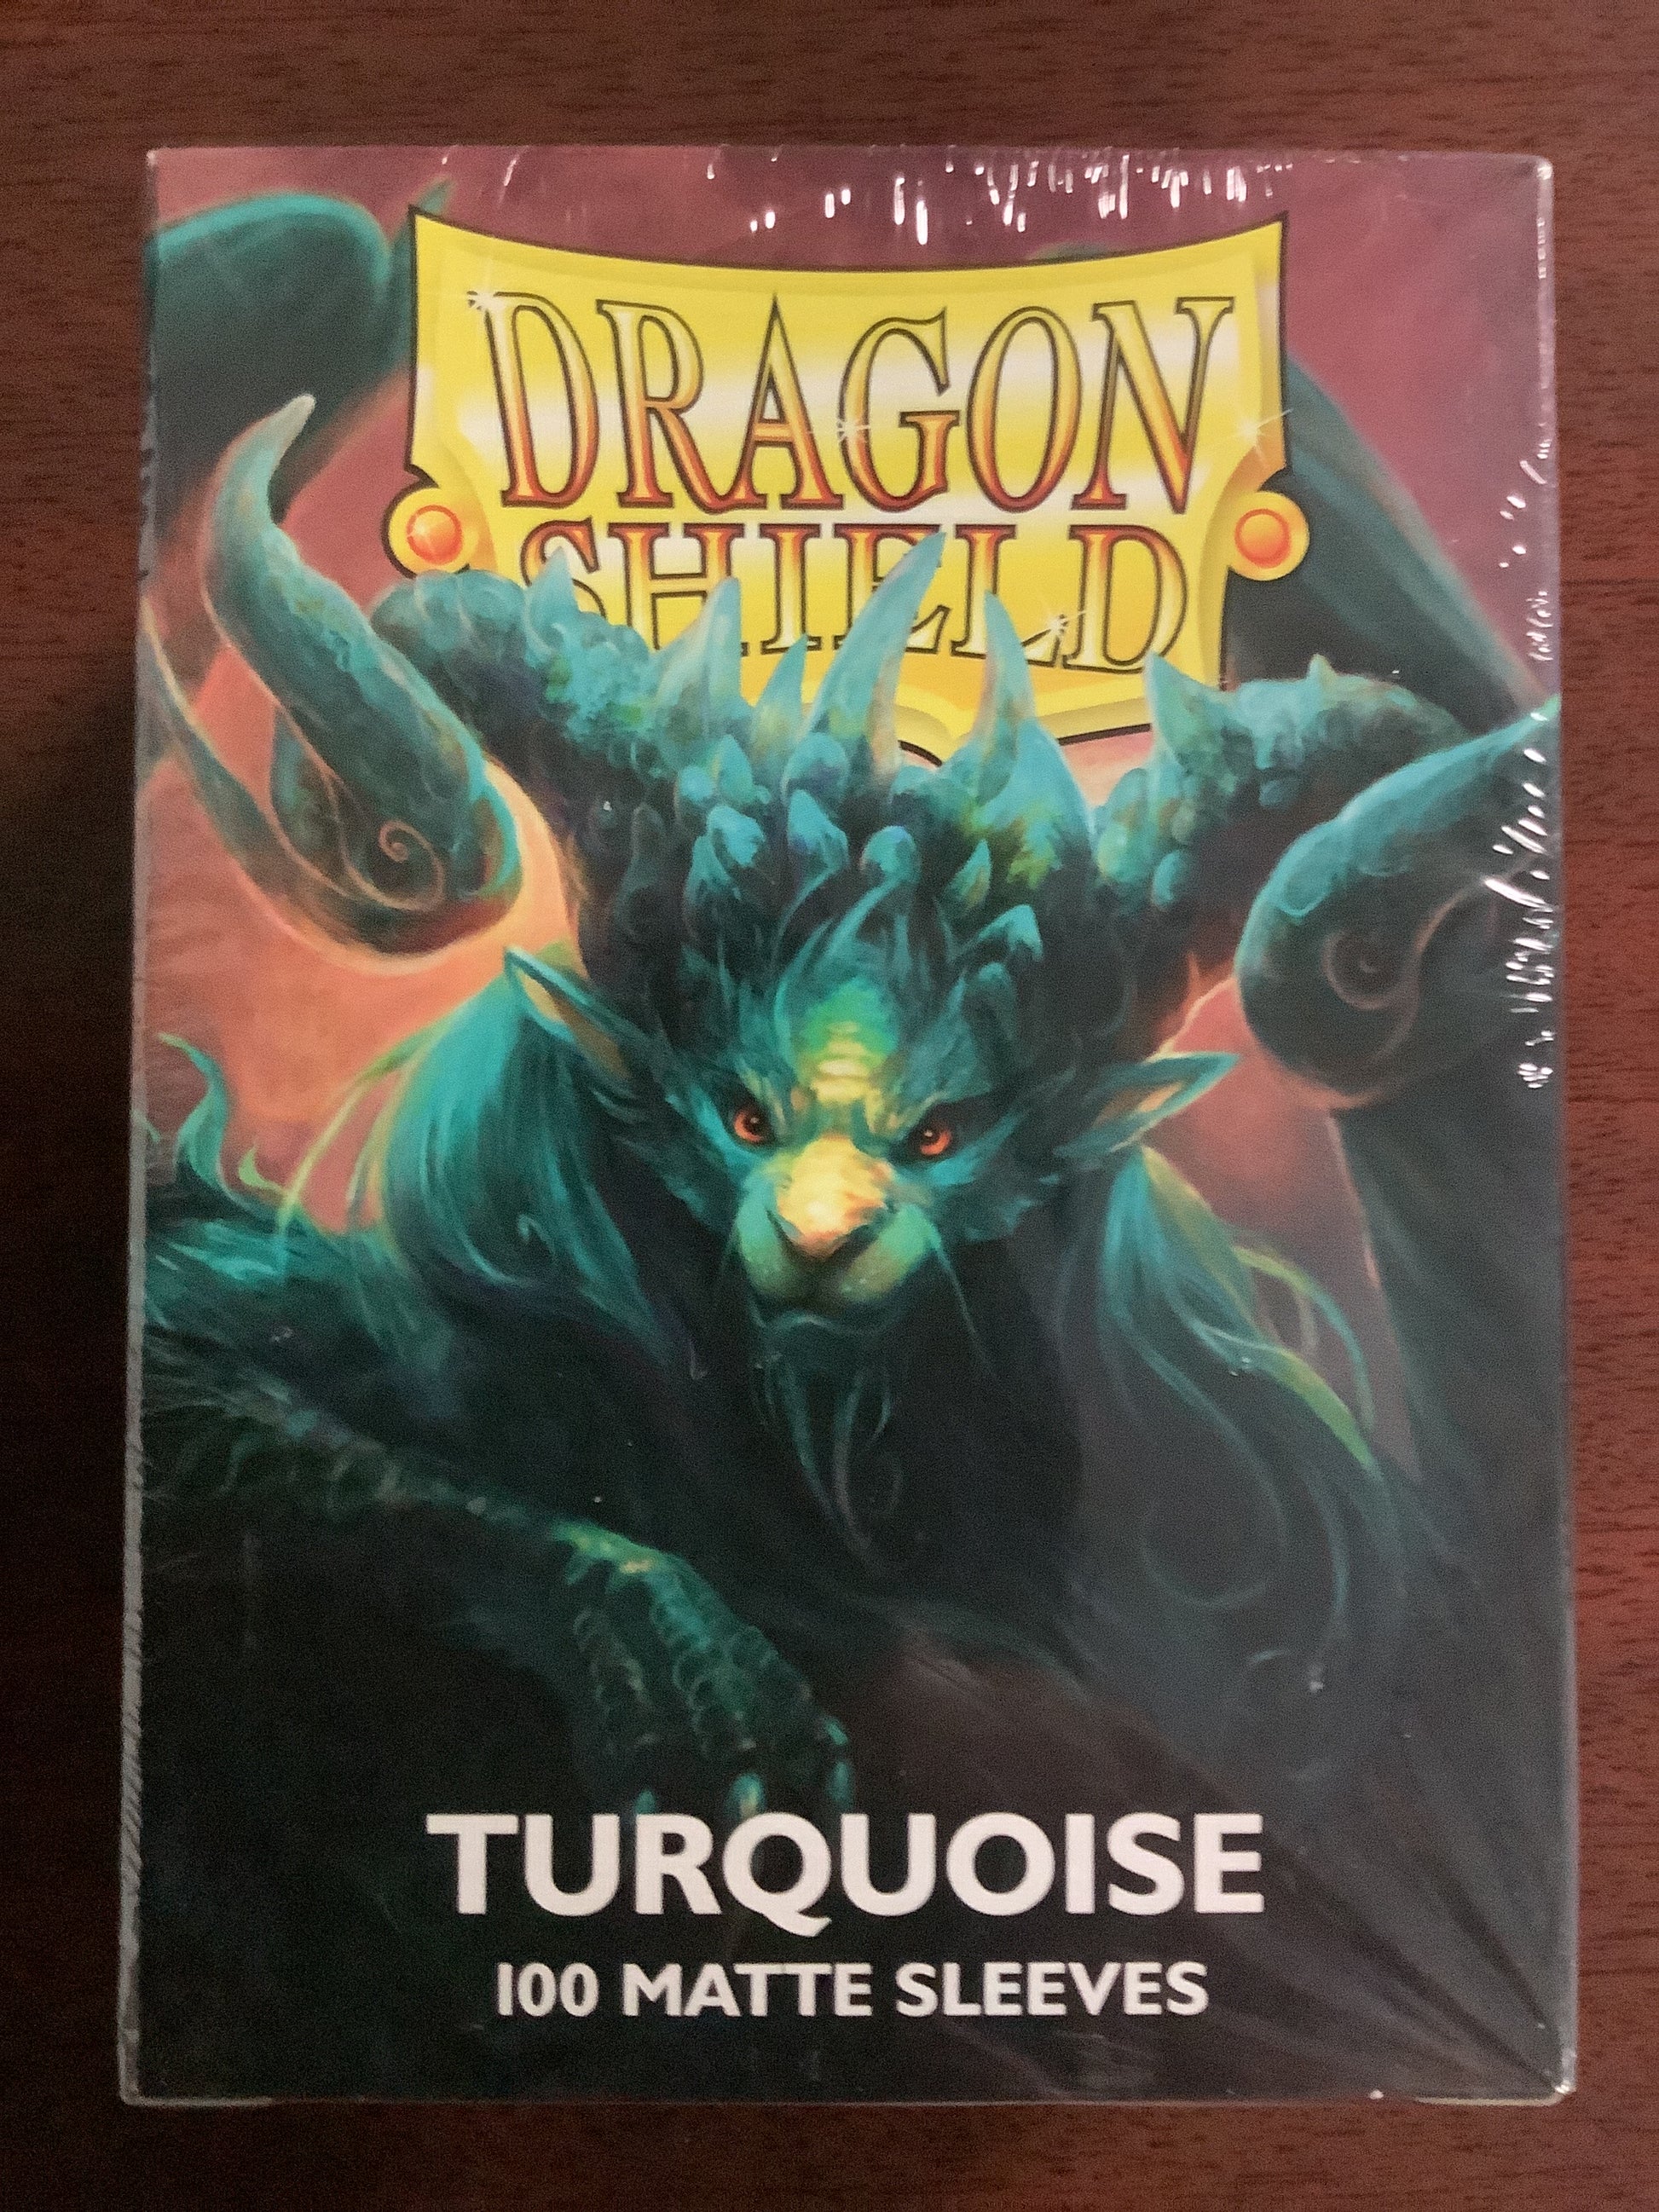 DRAGON
SHIELD
TURQUOISE
100 MATTE SLEEVES